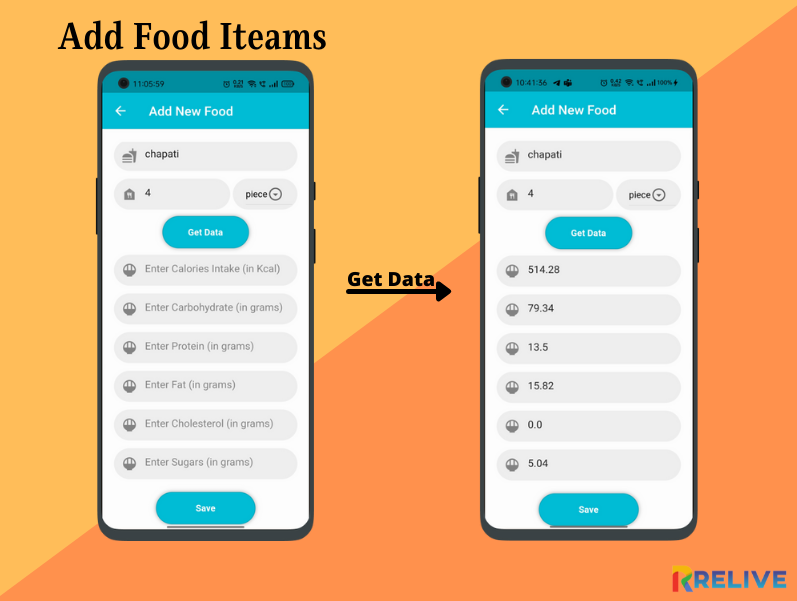 Add Food Iteams
11:05:59
Add New Food
chapati
4
piece
Get Data
Enter Calories Intake (in Kcal)
Enter Carbohydrate (in grams)
Enter Protein (in grams)
Enter Fat (in grams)
Enter Cholesterol (in grams)
Enter Sugars (in grams)
Save
Get Data
10:41:36
100%
Add New Food
chapati
4
piece
Get Data
514.28
79.34
13.5
15.82
0.0
5.04
Save
RELIVE